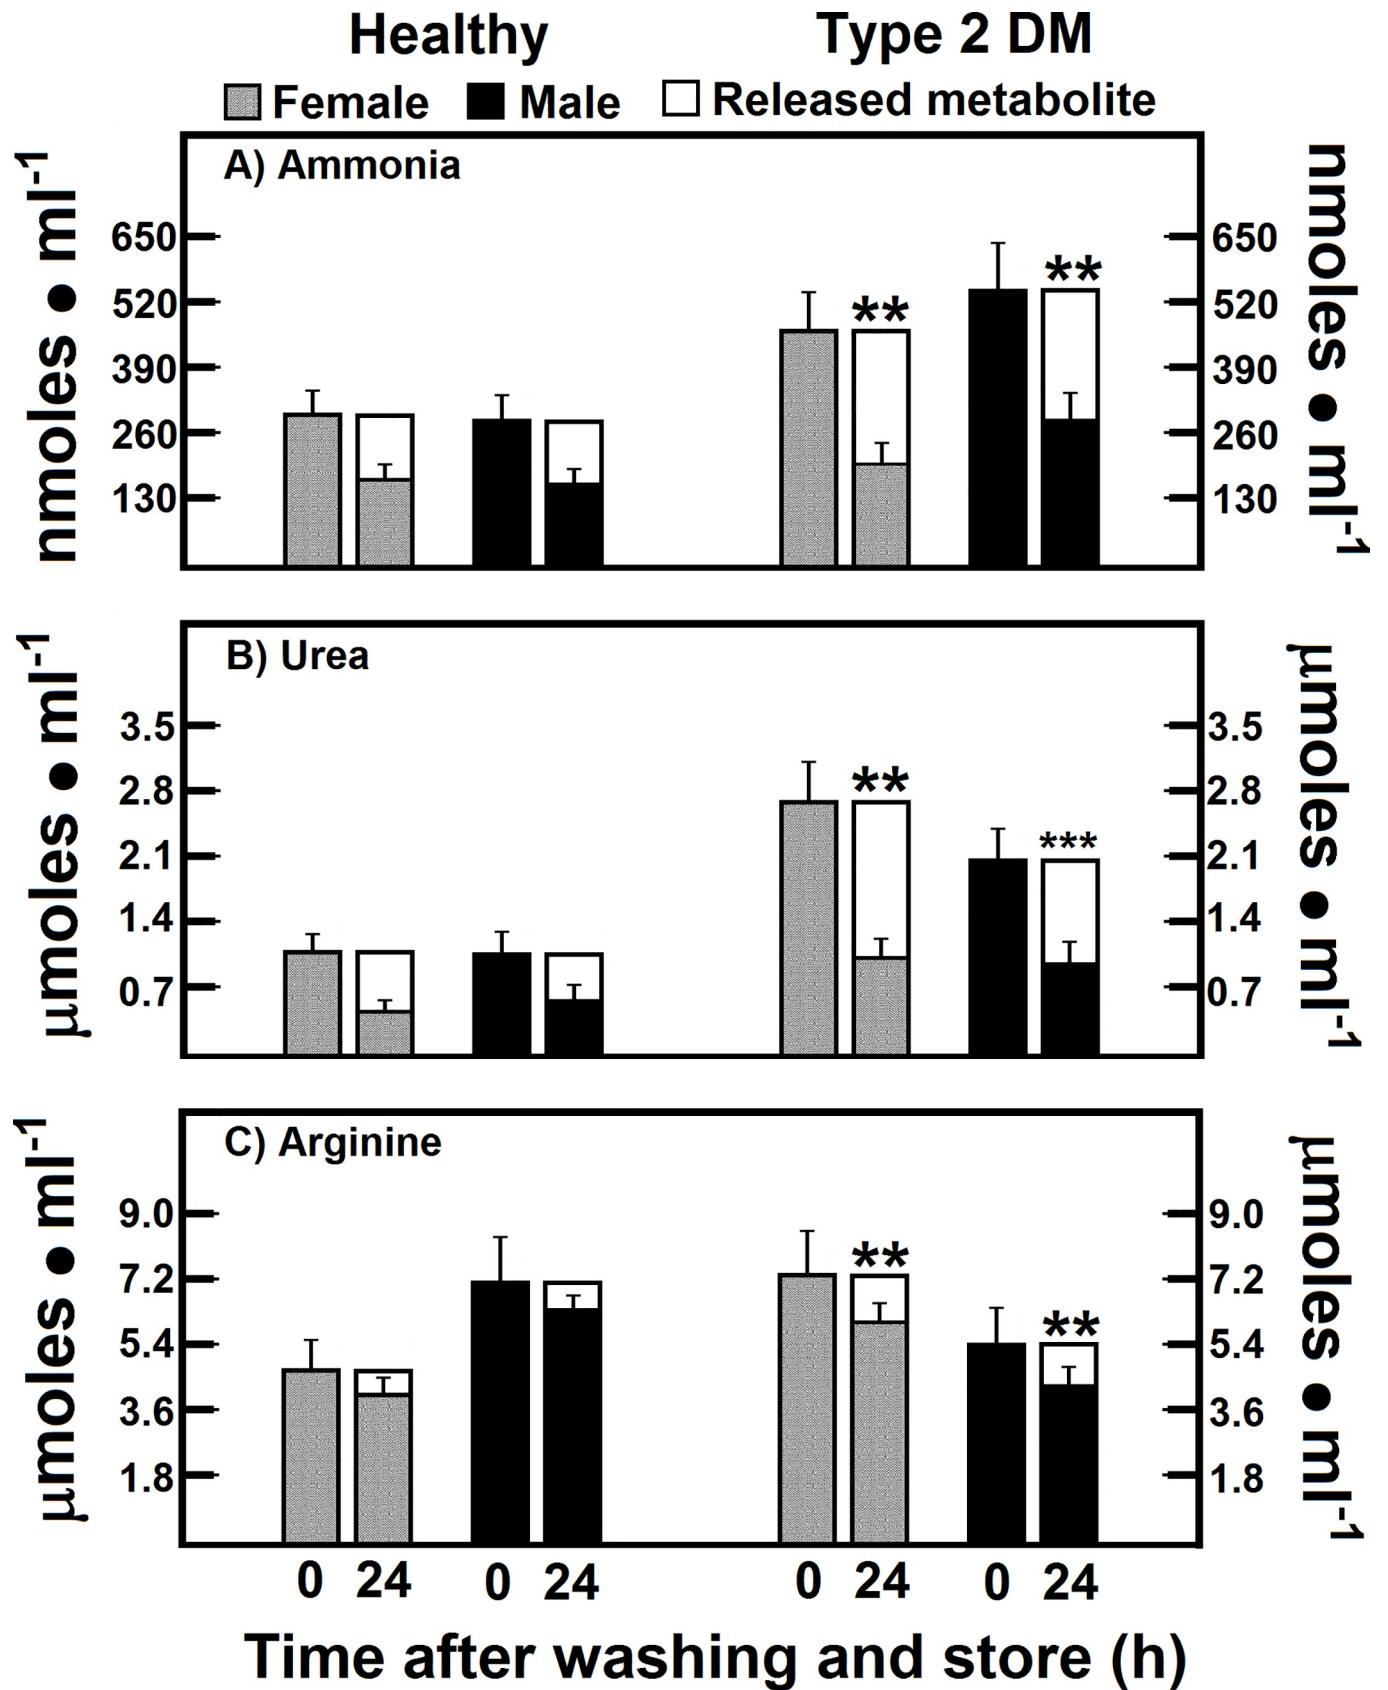 Healthy Type 2 DM
Female Male Released metabolite
A) Ammonia
nmoles • ml-1
650
520
390
260
130
650
520
390
260
130
nmoles • ml-1
** **
B) Urea
μmoles • ml-1
3.5
2.8
2.1
1.4
0.7
3.5
2.8
2.1
1.4
0.7
μmoles • ml-1
** ***
C) Arginine
μmoles • ml-1
9.0
7.2
5.4
3.6
1.8
9.0
7.2
5.4
3.6
1.8
μmoles • ml-1
** **
0 24 0 24 0 24 0 24
Time after washing and store (h)